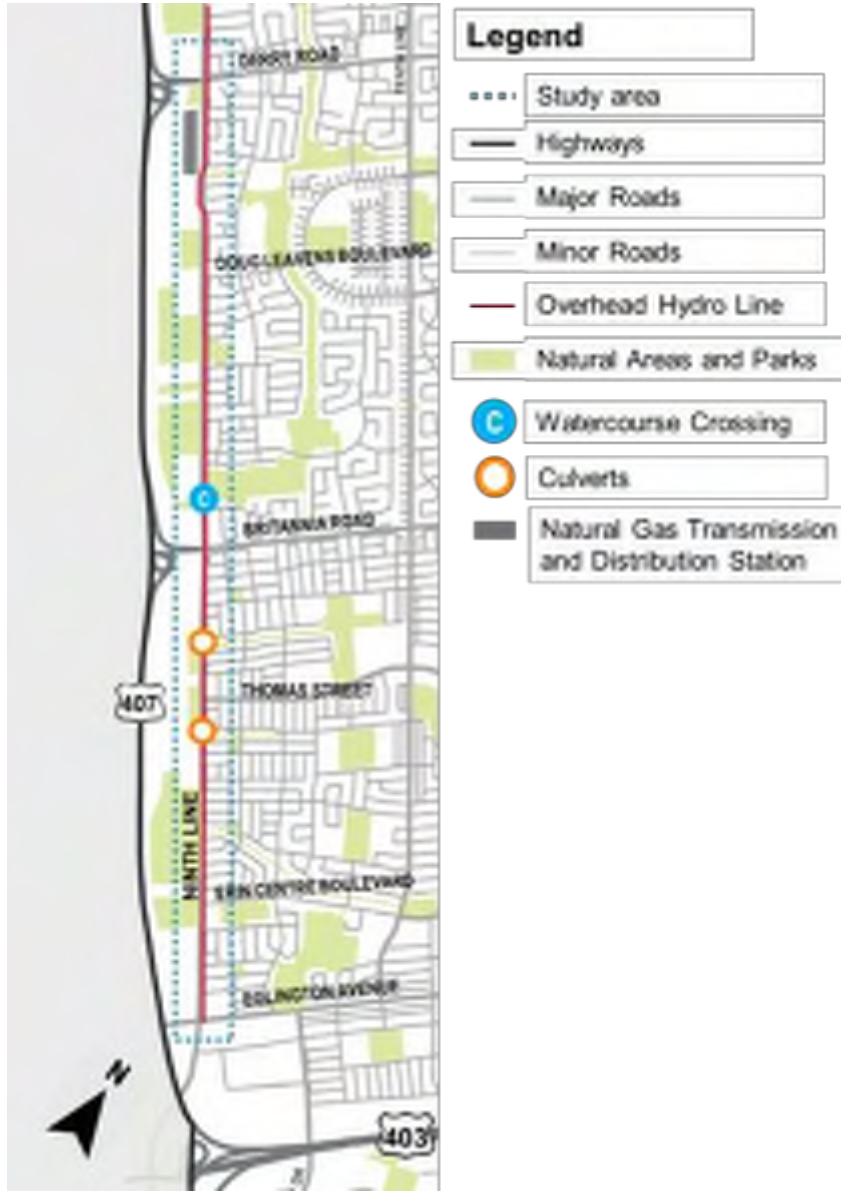 DERRY ROAD
DOUG LEAVENS BOULEVARD
C
BRITANNIA ROAD
THOMAS STREET
407
NINTH LINE
ERIN CENTRE BOULEVARD
EGLINTON AVENUE
N
403
Legend
Study area
Highways
Major Roads
Minor Roads
Overhead Hydro Line
Natural Areas and Parks
C
Watercourse Crossing
Culverts
Natural Gas Transmission
and Distribution Station